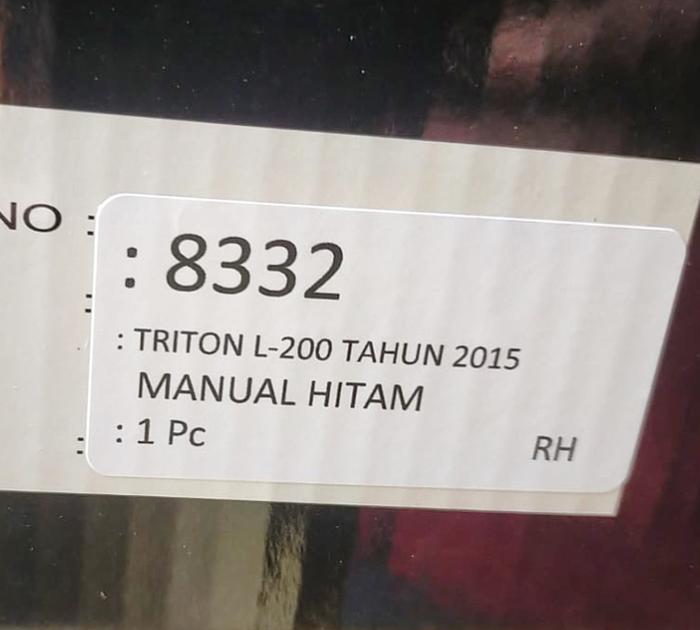 NO :
: 8332
:
: TRITON L-200 TAHUN 2015
MANUAL HITAM
: : 1 Pc RH